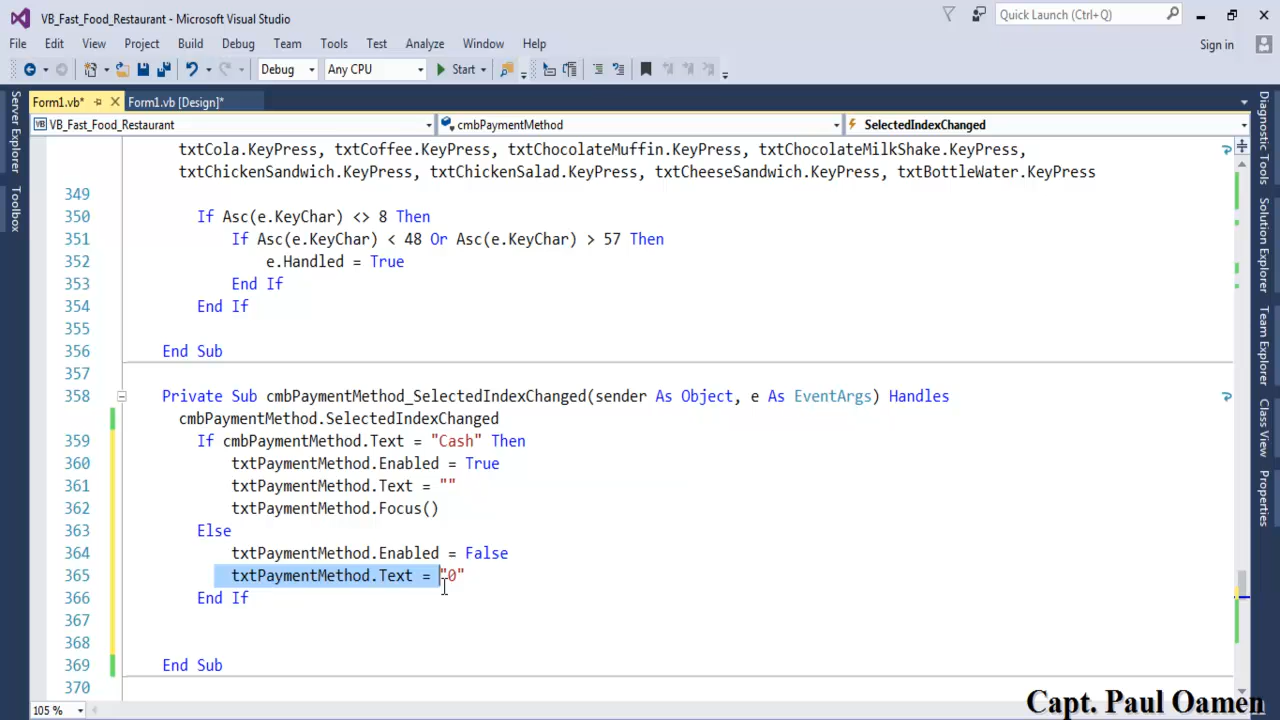 VB_Fast_Food_Restaurant - Microsoft Visual Studio
Quick Launch (Ctrl+Q)
File Edit View Project Build Debug Team Tools Test Analyze Window Help
Sign in
Debug Any CPU Start
Form1.vb* Form1.vb [Design]*
VB_Fast_Food_Restaurant cmbPaymentMethod SelectedIndexChanged
txtCola.KeyPress, txtCoffee.KeyPress, txtChocolateMuffin.KeyPress, txtChocolateMilkShake.KeyPress,
txtChickenSandwich.KeyPress, txtChickenSalad.KeyPress, txtCheeseSandwich.KeyPress, txtBottleWater.KeyPress
349
350 If Asc(e.KeyChar) <> 8 Then
351 If Asc(e.KeyChar) < 48 Or Asc(e.KeyChar) > 57 Then
352 e.Handled = True
353 End If
354 End If
355
356 End Sub
357
358 Private Sub cmbPaymentMethod_SelectedIndexChanged(sender As Object, e As EventArgs) Handles
cmbPaymentMethod.SelectedIndexChanged
359 If cmbPaymentMethod.Text = "Cash" Then
360 txtPaymentMethod.Enabled = True
361 txtPaymentMethod.Text = ""
362 txtPaymentMethod.Focus()
363 Else
364 txtPaymentMethod.Enabled = False
365 txtPaymentMethod.Text = "0"
366 End If
367
368
369 End Sub
370
105 %
Server Explorer
Toolbox
Diagnostic Tools
Solution Explorer
Team Explorer
Class View
Properties
Capt. Paul Oamen